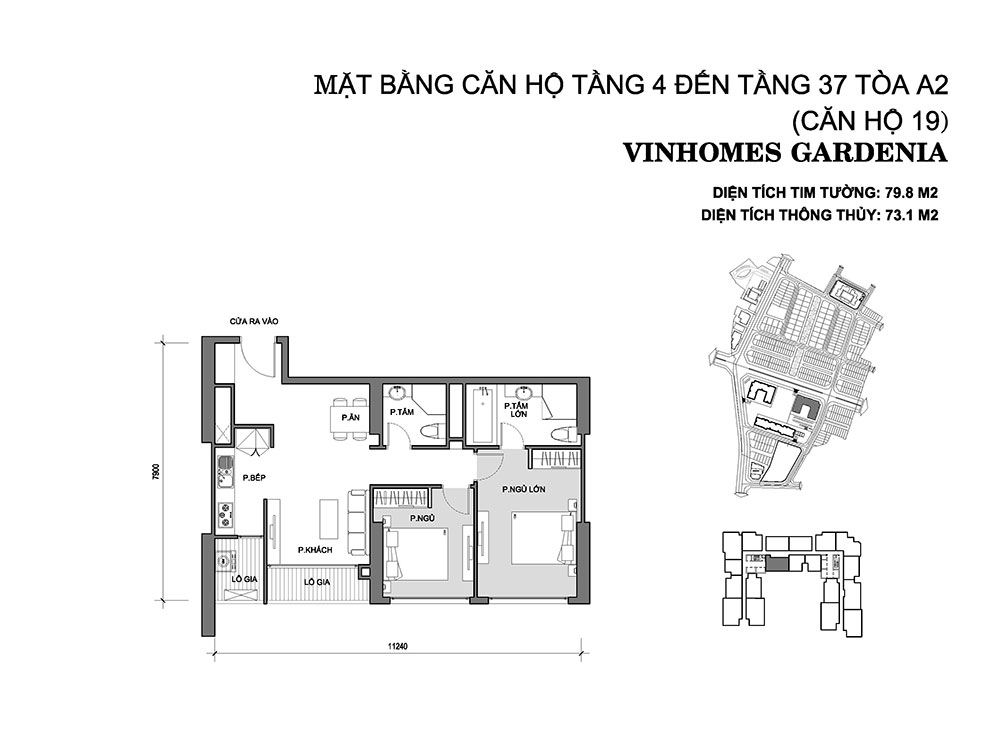 MẶT BẰNG CĂN HỘ TẦNG 4 ĐẾN TẦNG 37 TÒA A2
(CĂN HỘ 19)
VINHOMES GARDENIA
DIỆN TÍCH TIM TƯỜNG: 79.8 M2
DIỆN TÍCH THÔNG THỦY: 73.1 M2
CỬA RA VÀO
P.ĂN
P.TẮM
P.TẮM
LỚN
P.BẾP
P.NGỦ LỚN
P.NGỦ
P.KHÁCH
LÔ GIA
LÔ GIA
7900
11240